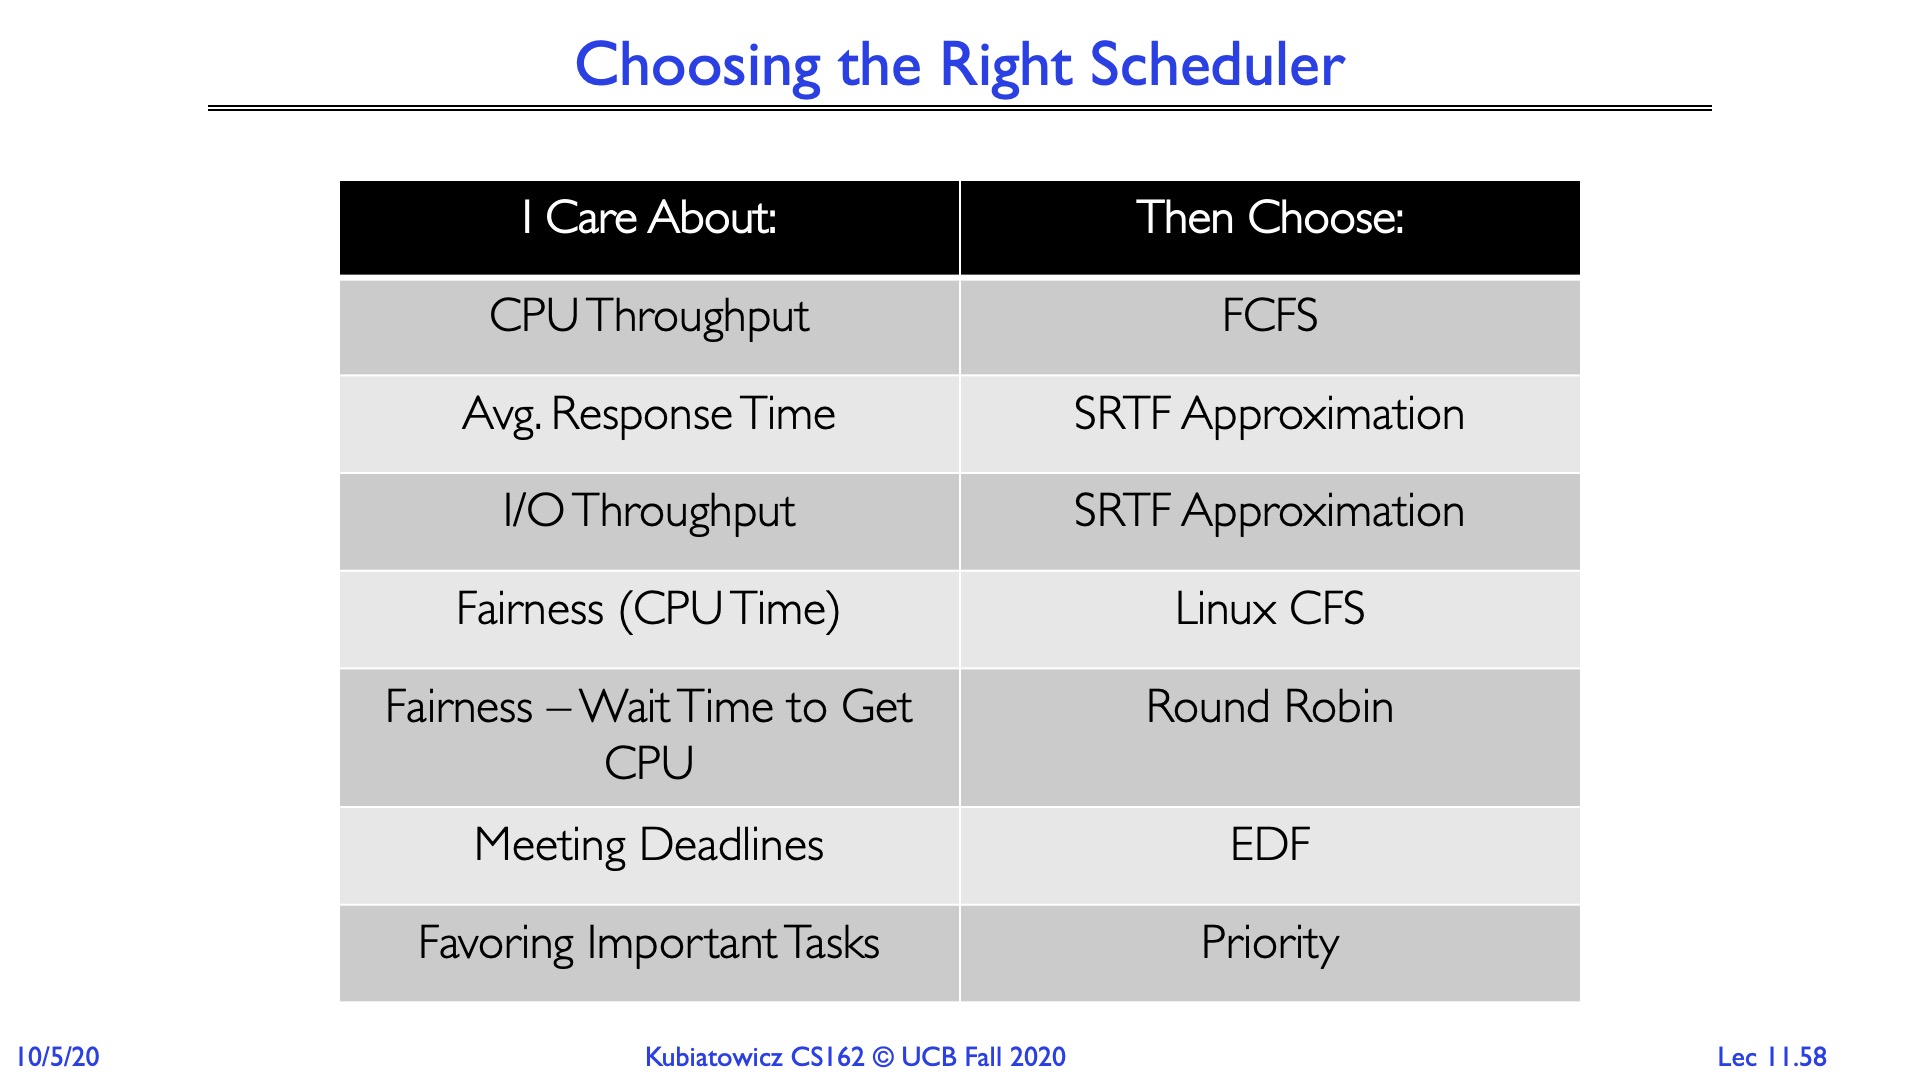 Choosing the Right Scheduler
I Care About:
Then Choose:
CPU Throughput
FCFS
Avg. Response Time
SRTF Approximation
I/O Throughput
SRTF Approximation
Fairness (CPU Time)
Linux CFS
Fairness – Wait Time to Get
CPU
Round Robin
Meeting Deadlines
EDF
Favoring Important Tasks
Priority
10/5/20
Kubiatowicz CS162 © UCB Fall 2020
Lec 11.58